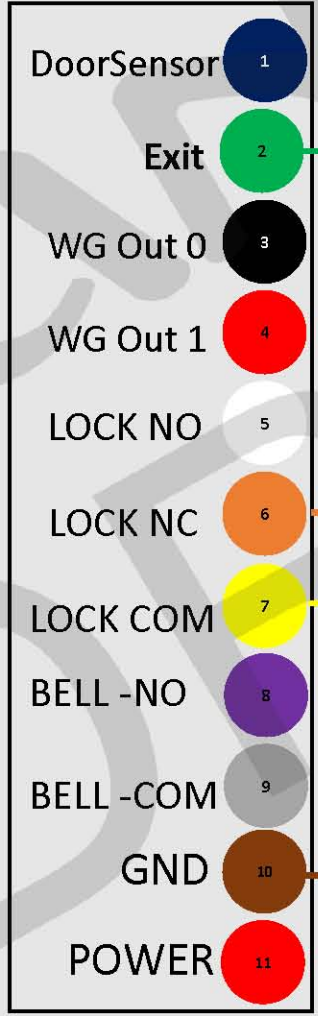 DoorSensor 1
Exit 2
WG Out 0 3
WG Out 1 4
LOCK NO 5
LOCK NC 6
LOCK COM 7
BELL -NO 8
BELL -COM 9
GND 10
POWER 11